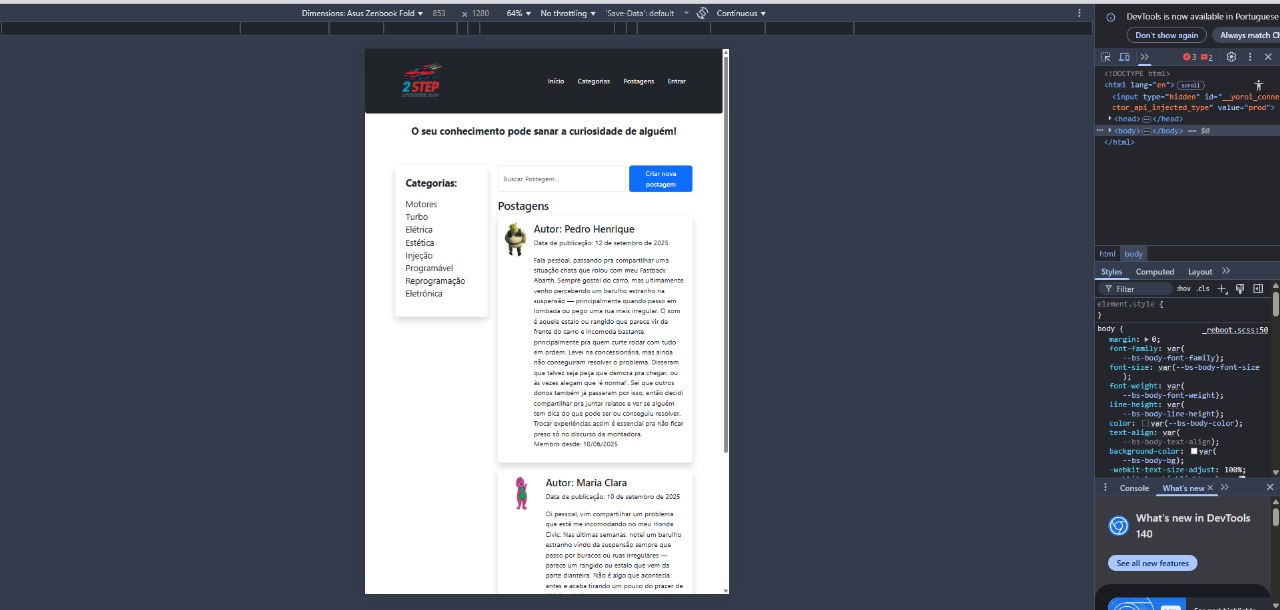 Dimensions: Asus Zenbook Fold ▼ 853 x 1280 64% ▼ No throttling ▼ 'Save-Data': default ▼ Continuous ▼
DevTools is now available in Portuguese
Don't show again Always match Ch
3 2
2 STEP
Início Categorias Postagens Entrar
O seu conhecimento pode sanar a curiosidade de alguém!
Categorias:
Motores
Turbo
Elétrica
Estética
Injeção
Programável
Reprogramação
Eletrônica
Buscar Postagem...
Criar nova
postagem
Postagens
Autor: Pedro Henrique
Data de publicação: 12 de setembro de 2025
Fala pessoal, passando pra compartilhar uma
situação chata que rolou com meu Fastback
Abarth. Sempre gostei do carro, mas ultimamente
venho percebendo um barulho estranho na
suspensão — principalmente quando passo em
lombada ou pego uma rua mais irregular. O som
é aquele estalo ou rangido que parece vir da
frente do carro e incomoda bastante,
principalmente pra quem curte rodar com tudo
em ordem. Levei na concessionária, mas ainda
não conseguiram resolver o problema. Disseram
que talvez seja peça que demora pra chegar, ou
às vezes alegam que 'é normal'. Sei que outros
donos também já passaram por isso, então decidi
compartilhar pra juntar relatos e ver se alguém
tem dica do que pode ser ou conseguiu resolver.
Trocar experiências assim é essencial pra não ficar
preso só no discurso da montadora.
Membro desde: 10/06/2025
Autor: Maria Clara
Data de publicação: 10 de setembro de 2025
Oi pessoal, vim compartilhar um problema
que está me incomodando no meu Honda
Civic. Nas últimas semanas, notei um barulho
estranho vindo da suspensão sempre que
passo por buracos ou ruas irregulares —
parece um rangido ou estalo que vem da
parte dianteira. Não é algo que acontecia
antes e acaba tirando um pouco do prazer de
<!DOCTYPE html>
<html lang="en"> scroll
<input type="hidden" id="__yoroi_conne
ctor_api_injected_type" value="prod">
▶ <head> … </head>
… ▶ <body> … </body> == $0
</html>
html body
Styles Computed Layout
Filter :hov .cls
element.style {
}
body { _reboot.scss:50
margin: ▶ 0;
font-family: var(
--bs-body-font-family);
font-size: var(--bs-body-font-size
);
font-weight: var(
--bs-body-font-weight);
line-height: var(
--bs-body-line-height);
color: var(--bs-body-color);
text-align: var(
--bs-body-text-align);
background-color: var(
--bs-body-bg);
-webkit-text-size-adjust: 100%;
Console What's new
What's new in DevTools
140
See all new features